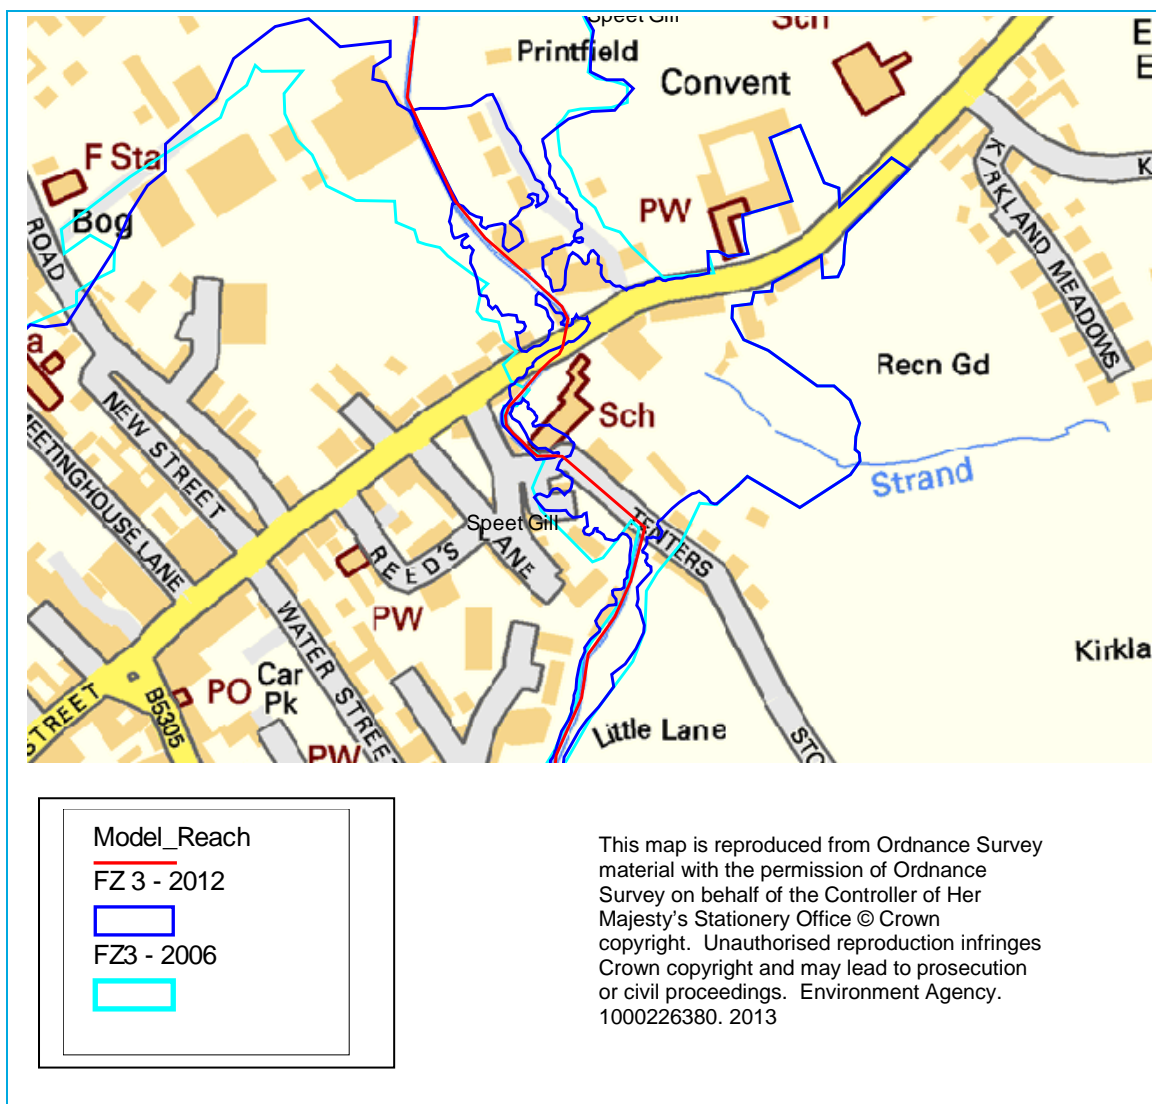 Speet Gill
Sch
Printfield
Convent
E
E
F Sta
Bog
PW
K
KIRKLAND MEADOWS
ROAD
a
Recn Gd
NEW STREET
Sch
MEETINGHOUSE LANE
Strand
Speet Gill
TENTERS
REED'S LANE
PW
WATER STREET
Kirkla
PO
Car
Pk
B5305
STREET
PW
Little Lane
STO
Model_Reach
FZ 3 - 2012
FZ3 - 2006
This map is reproduced from Ordnance Survey
material with the permission of Ordnance
Survey on behalf of the Controller of Her
Majesty's Stationery Office © Crown
copyright. Unauthorised reproduction infringes
Crown copyright and may lead to prosecution
or civil proceedings. Environment Agency.
1000226380. 2013